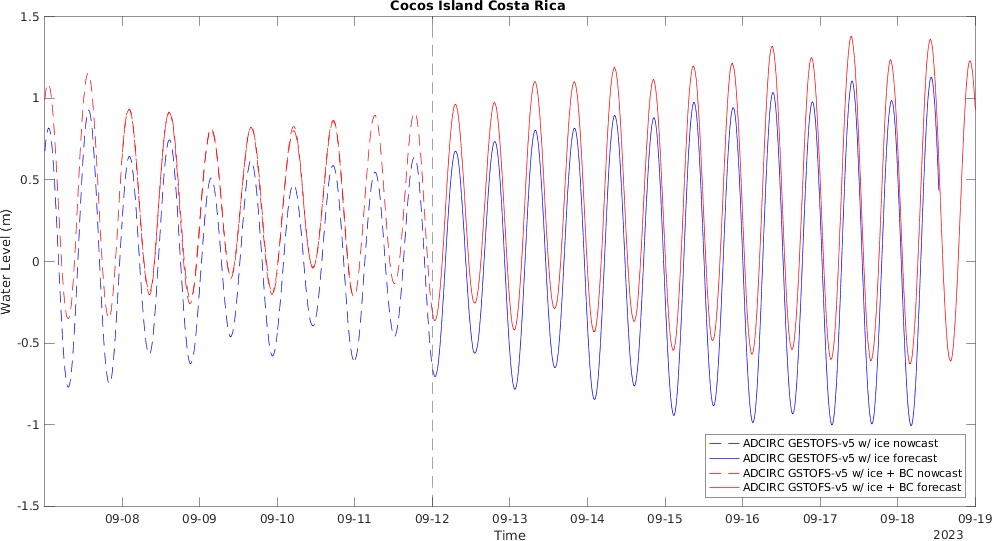 Cocos Island Costa Rica
1.5
1
0.5
0
-0.5
-1
-1.5
Water Level (m)
ADCIRC GESTOFS-v5 w/ ice nowcast
ADCIRC GESTOFS-v5 w/ ice forecast
ADCIRC GSTOFS-v5 w/ ice + BC nowcast
ADCIRC GSTOFS-v5 w/ ice + BC forecast
09-08 09-09 09-10 09-11 09-12 09-13 09-14 09-15 09-16 09-17 09-18 09-19
Time
2023